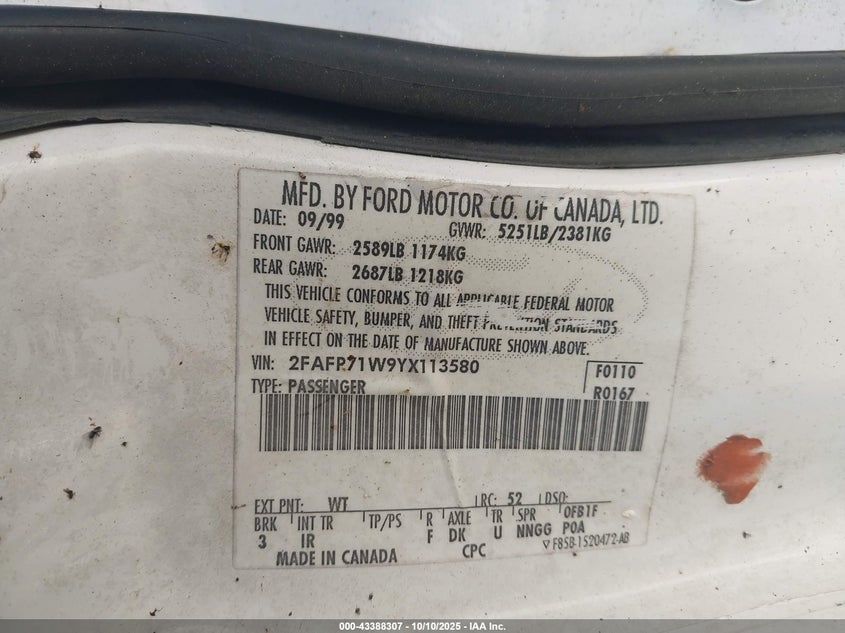 MFD. BY FORD MOTOR CO. OF CANADA, LTD.
DATE: 09/99 GVWR: 5251LB/2381KG
FRONT GAWR: 2589LB 1174KG
REAR GAWR: 2687LB 1218KG
THIS VEHICLE CONFORMS TO ALL APPLICABLE FEDERAL MOTOR
VEHICLE SAFETY, BUMPER, AND THEFT PREVENTION STANDARDS
IN EFFECT ON THE DATE OF MANUFACTURE SHOWN ABOVE.
VIN: 2FAFP71W9YX113580 F0110
TYPE: PASSENGER R0167
EXT PNT: WT RC: 52 DSO:
BRK INT TR TP/PS R AXLE TR SPR 0FB1F
3 IR F DK U NNGG POA
MADE IN CANADA CPC ▽F85B-1520472-AB
000-43388307 - 10/10/2025 - IAA Inc.